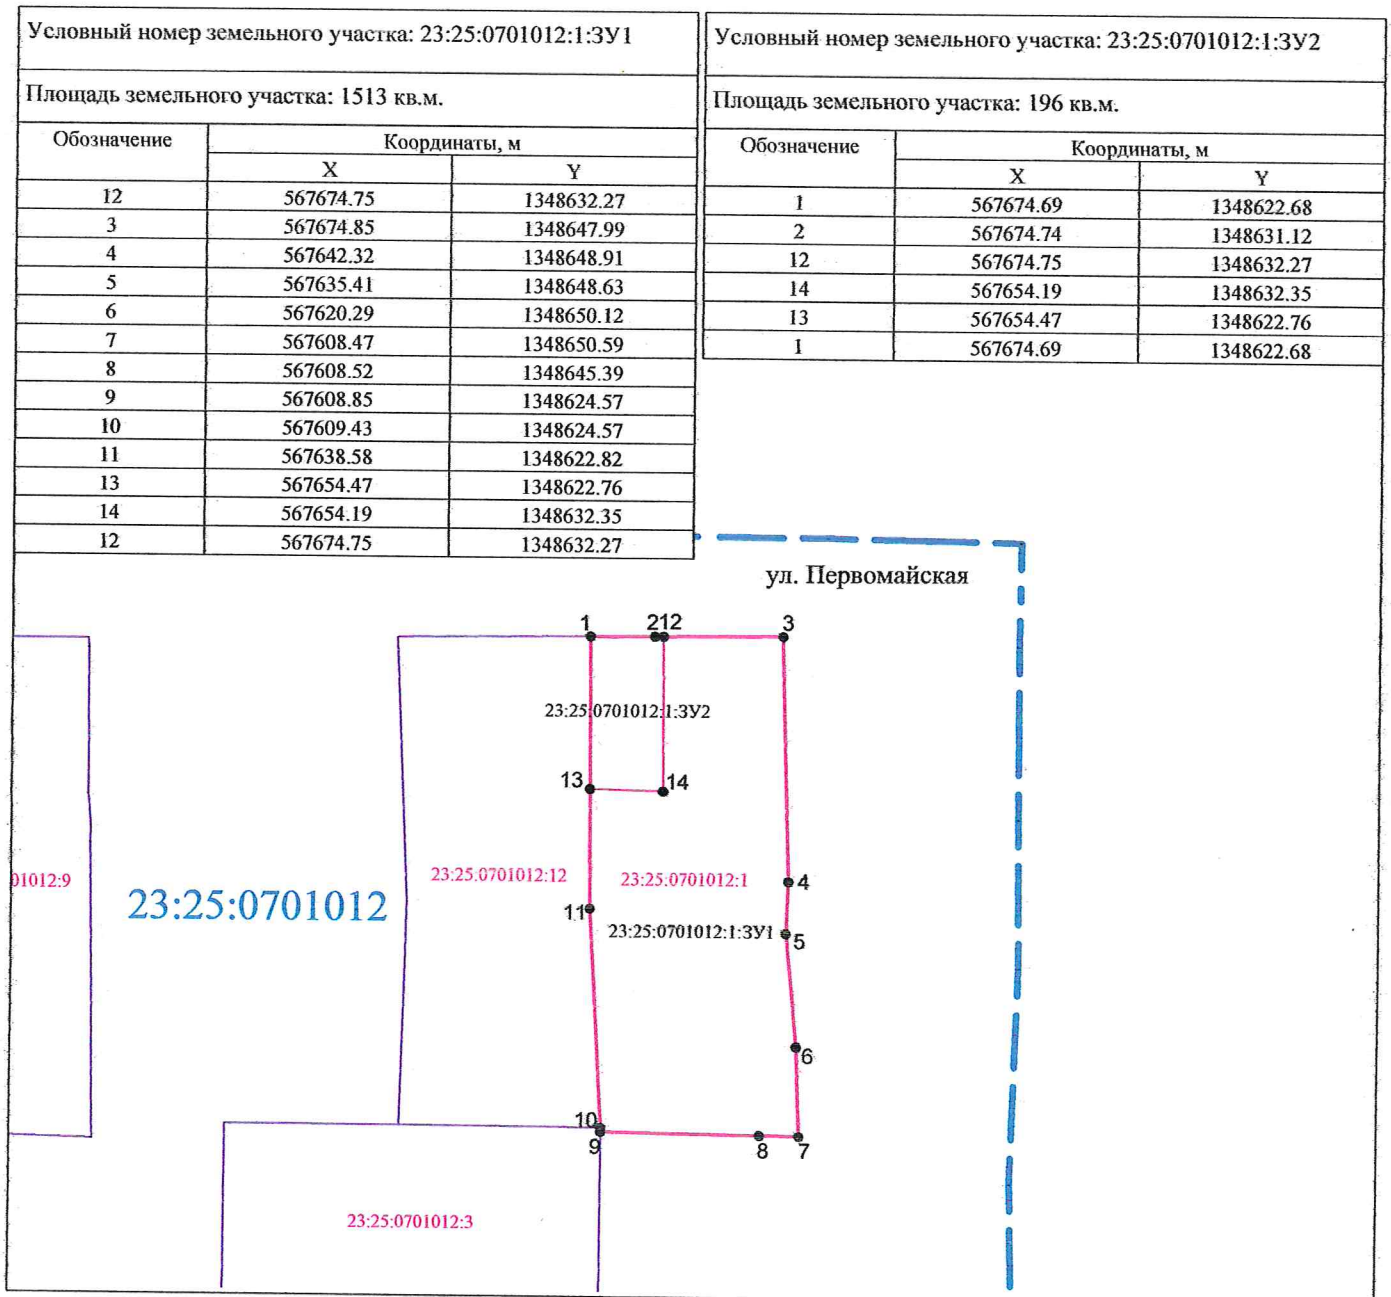 Условный номер земельного участка: 23:25:0701012:1:ЗУ1
Площадь земельного участка: 1513 кв.м.
Обозначение Координаты, м
X Y
12 567674.75 1348632.27
3 567674.85 1348647.99
4 567642.32 1348648.91
5 567635.41 1348648.63
6 567620.29 1348650.12
7 567608.47 1348650.59
8 567608.52 1348645.39
9 567608.85 1348624.57
10 567609.43 1348624.57
11 567638.58 1348622.82
13 567654.47 1348622.76
14 567654.19 1348632.35
12 567674.75 1348632.27
Условный номер земельного участка: 23:25:0701012:1:ЗУ2
Площадь земельного участка: 196 кв.м.
Обозначение Координаты, м
X Y
1 567674.69 1348622.68
2 567674.74 1348631.12
12 567674.75 1348632.27
14 567654.19 1348632.35
13 567654.47 1348622.76
1 567674.69 1348622.68
ул. Первомайская
1 212 3
23:25:0701012:1:ЗУ2
13 14
01012:9
23:25:0701012
23:25:0701012:12
23:25:0701012:1
4
11
23:25:0701012:1:ЗУ1
5
6
10
9
8
7
23:25:0701012:3